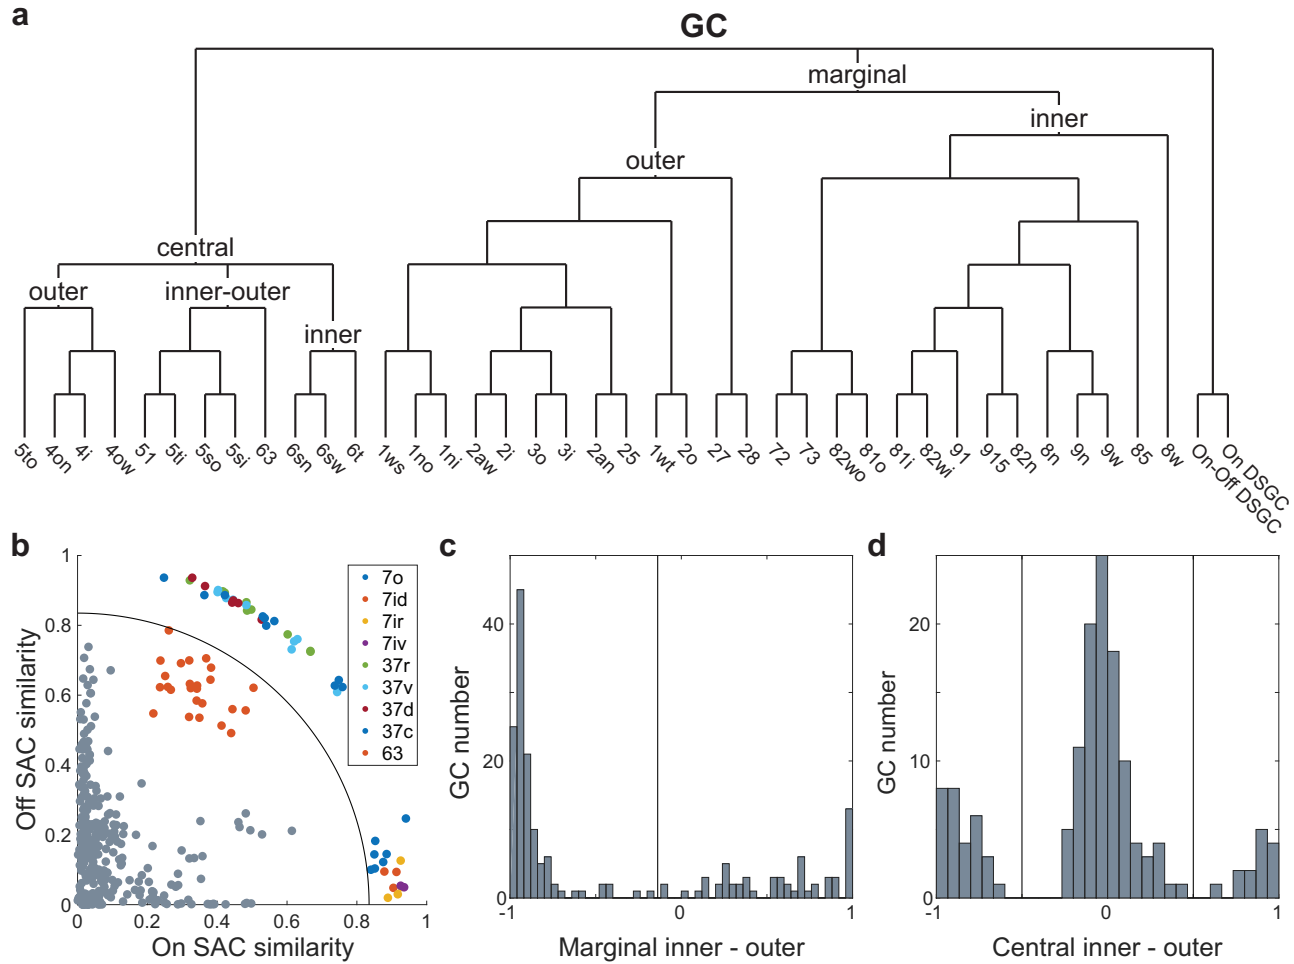 a
GC
marginal
inner
outer
central
outer
inner-outer
inner
5to
4on
4i
4ow
51
5ti
5so
5si
63
6sn
6sw
6t
1ws
1no
1ni
2aw
2i
3o
3i
2an
25
1wt
2o
27
28
72
73
82wo
81o
81i
82wi
91
915
82n
8n
9n
9w
85
8w
On-Off DSGC
On DSGC
b
1
0.8
0.6
0.4
0.2
0
Off SAC similarity
0
0.2
0.4
0.6
0.8
1
On SAC similarity
7o
7id
7ir
7iv
37r
37v
37d
37c
63
c
40
20
0
GC number
-1
0
1
Marginal inner - outer
d
20
10
0
GC number
-1
0
1
Central inner - outer